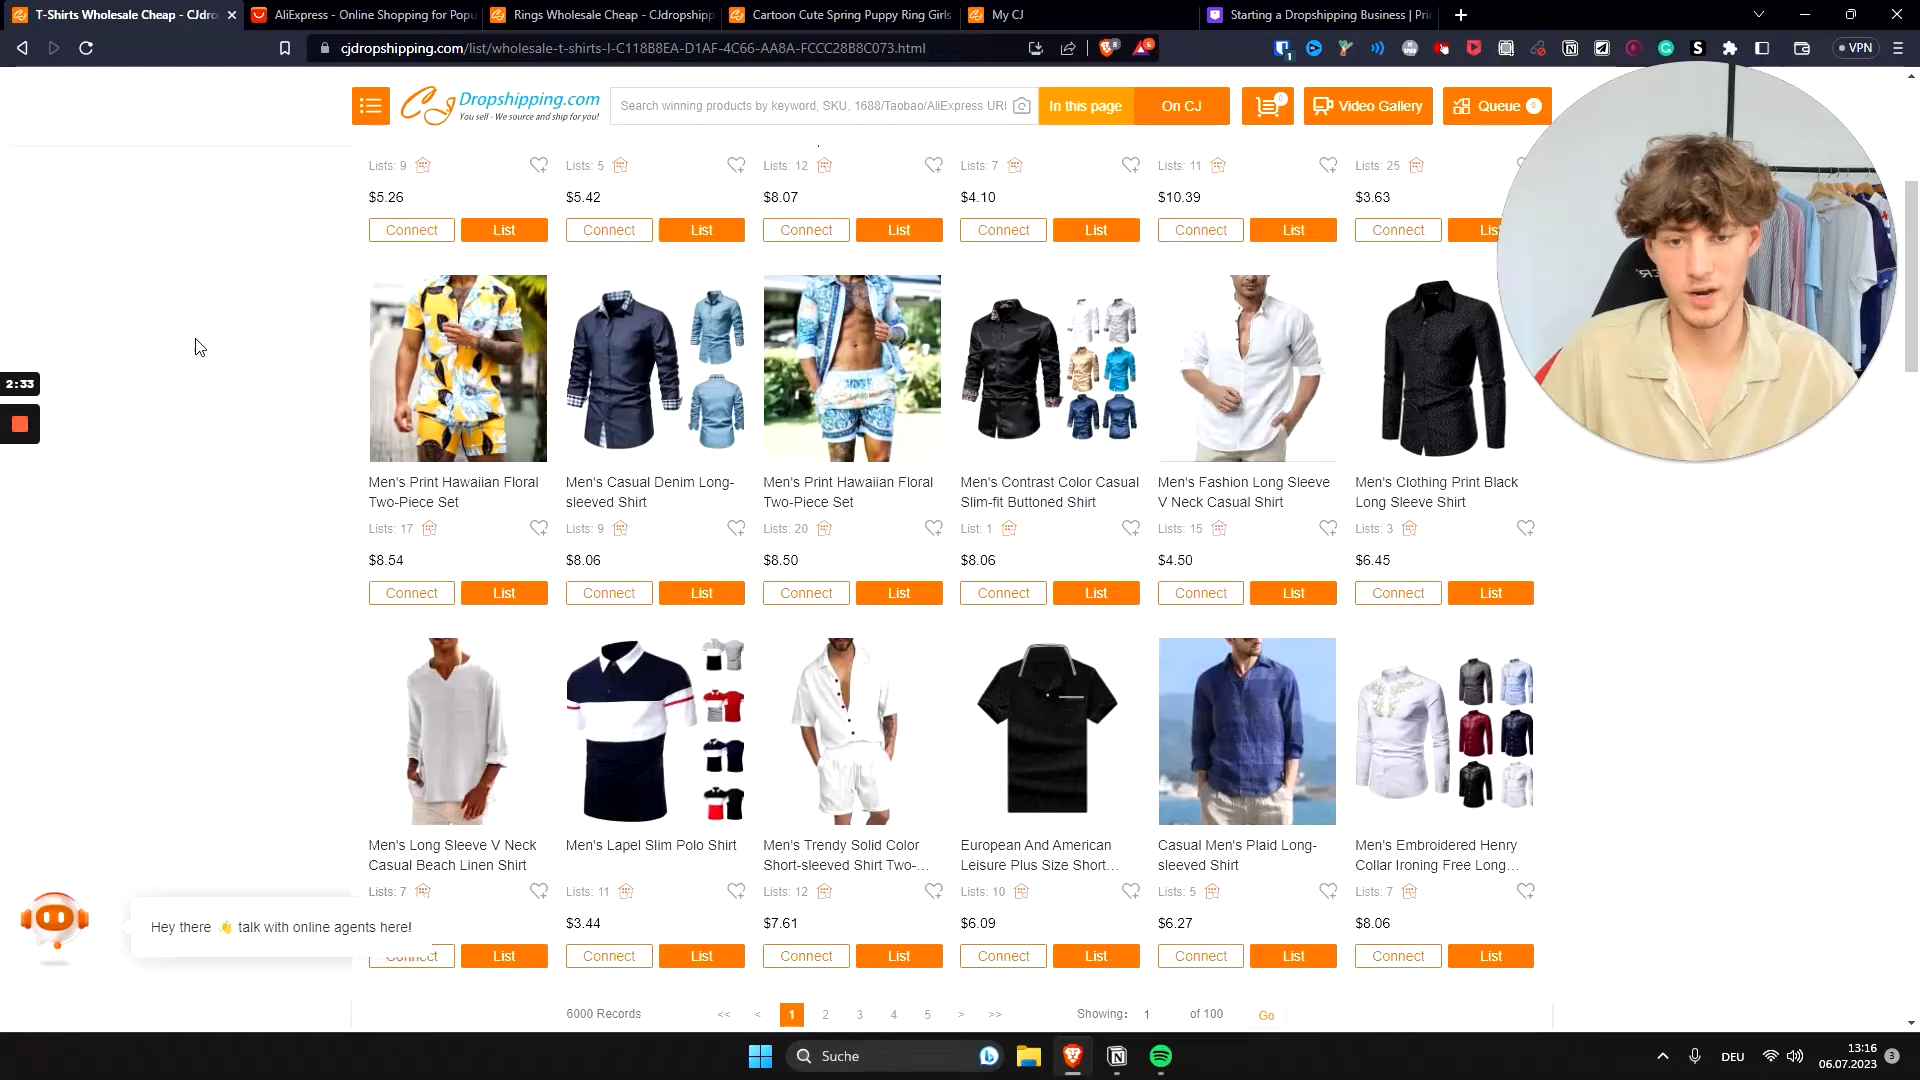 T-Shirts Wholesale Cheap - CJdro
AliExpress - Online Shopping for Popu
Rings Wholesale Cheap - CJdropshipp
Cartoon Cute Spring Puppy Ring Girls
My CJ
Starting a Dropshipping Business | Pri
cjdropshipping.com/list/wholesale-t-shirts-l-C118B8EA-D1AF-4C66-AA8A-FCCC28B8C073.html
VPN
CJ Dropshipping.com
You sell - We source and ship for you!
Search winning products by keyword, SKU, 1688/Taobao/AliExpress URI
In this page
On CJ
0
Video Gallery
Queue 0
Lists: 9
Lists: 5
Lists: 12
Lists: 7
Lists: 11
Lists: 25
$5.26
$5.42
$8.07
$4.10
$10.39
$3.63
Connect List
Connect List
Connect List
Connect List
Connect List
Connect Lis
2:33
Men's Print Hawaiian Floral
Two-Piece Set
Men's Casual Denim Long-
sleeved Shirt
Men's Print Hawaiian Floral
Two-Piece Set
Men's Contrast Color Casual
Slim-fit Buttoned Shirt
Men's Fashion Long Sleeve
V Neck Casual Shirt
Men's Clothing Print Black
Long Sleeve Shirt
Lists: 17
Lists: 9
Lists: 20
List: 1
Lists: 15
Lists: 3
$8.54
$8.06
$8.50
$8.06
$4.50
$6.45
Connect List
Connect List
Connect List
Connect List
Connect List
Connect List
Men's Long Sleeve V Neck
Casual Beach Linen Shirt
Men's Lapel Slim Polo Shirt
Men's Trendy Solid Color
Short-sleeved Shirt Two-...
European And American
Leisure Plus Size Short...
Casual Men's Plaid Long-
sleeved Shirt
Men's Embroidered Henry
Collar Ironing Free Long...
Lists: 7
Lists: 11
Lists: 12
Lists: 10
Lists: 5
Lists: 7
Hey there 👋 talk with online agents here!
$3.44
$7.61
$6.09
$6.27
$8.06
Connect List
Connect List
Connect List
Connect List
Connect List
Connect List
6000 Records
<< < 1 2 3 4 5 > >>
Showing: 1 of 100 Go
Suche
DEU
13:16
06.07.2023
3